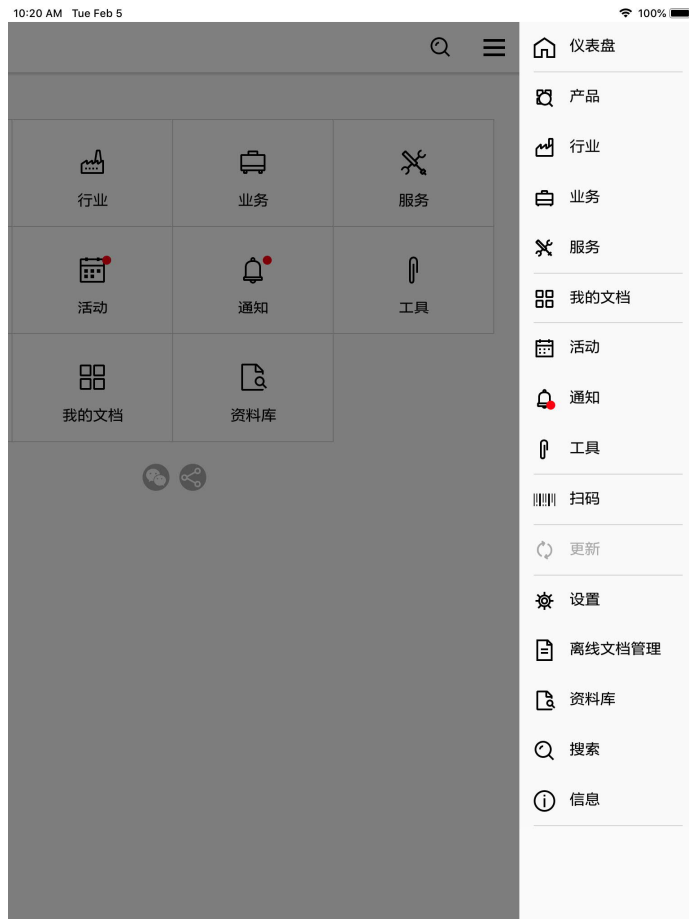 10:20 AM Tue Feb 5
100%
行业
业务
服务
活动
通知
工具
我的文档
资料库
仪表盘
产品
行业
业务
服务
我的文档
活动
通知
工具
扫码
更新
设置
离线文档管理
资料库
搜索
信息